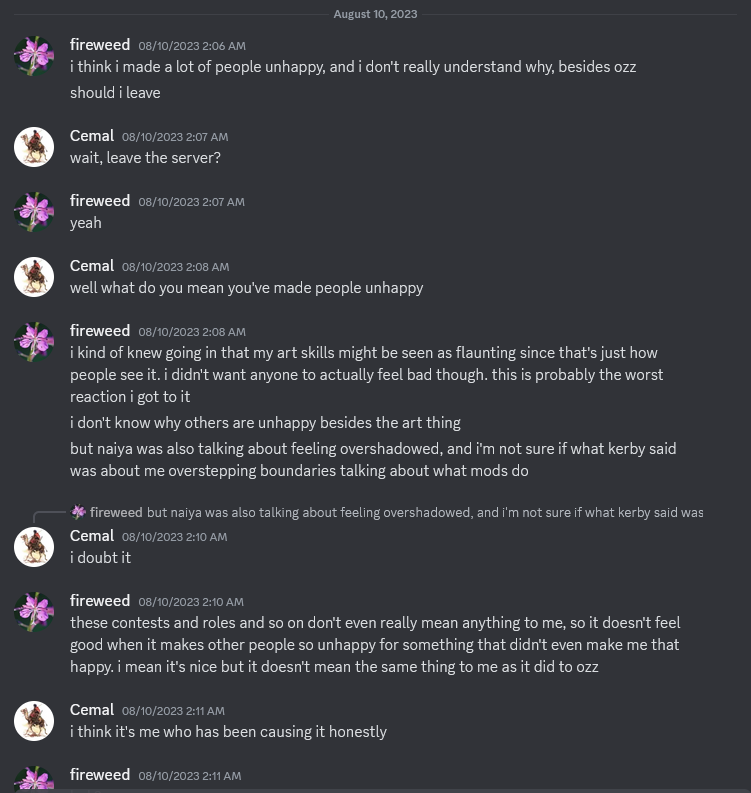 August 10, 2023
fireweed 08/10/2023 2:06 AM
i think i made a lot of people unhappy, and i don't really understand why, besides ozz
should i leave
Cemal 08/10/2023 2:07 AM
wait, leave the server?
fireweed 08/10/2023 2:07 AM
yeah
Cemal 08/10/2023 2:08 AM
well what do you mean you've made people unhappy
fireweed 08/10/2023 2:08 AM
i kind of knew going in that my art skills might be seen as flaunting since that's just how
people see it. i didn't want anyone to actually feel bad though. this is probably the worst
reaction i got to it
i don't know why others are unhappy besides the art thing
but naiya was also talking about feeling overshadowed, and i'm not sure if what kerby said
was about me overstepping boundaries talking about what mods do
fireweed but naiya was also talking about feeling overshadowed, and i'm not sure if what kerby said was
Cemal 08/10/2023 2:10 AM
i doubt it
fireweed 08/10/2023 2:10 AM
these contests and roles and so on don't even really mean anything to me, so it doesn't feel
good when it makes other people so unhappy for something that didn't even make me that
happy. i mean it's nice but it doesn't mean the same thing to me as it did to ozz
Cemal 08/10/2023 2:11 AM
i think it's me who has been causing it honestly
fireweed 08/10/2023 2:11 AM